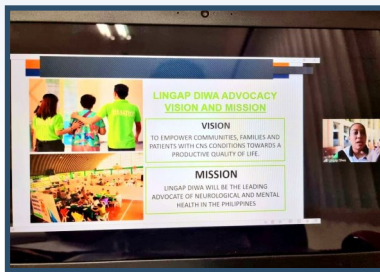 LINGAP DIWA ADVOCACY
VISION AND MISSION
VISION
TO EMPOWER COMMUNITIES, FAMILIES AND
PATIENTS WITH CNS CONDITIONS TOWARDS A
PRODUCTIVE QUALITY OF LIFE.
MISSION
LINGAP DIWA WILL BE THE LEADING
ADVOCATE OF NEUROLOGICAL AND MENTAL
HEALTH IN THE PHILIPPINES